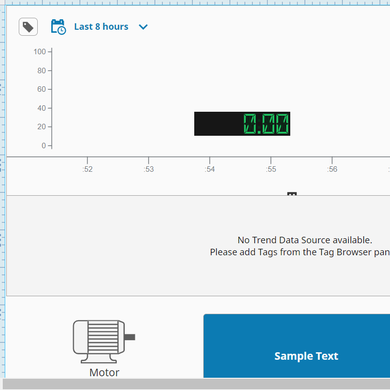 Last 8 hours
100
80
60
40
20
0
0.00
:52
:53
:54
:55
:56
No Trend Data Source available.
Please add Tags from the Tag Browser pan
Motor
Sample Text